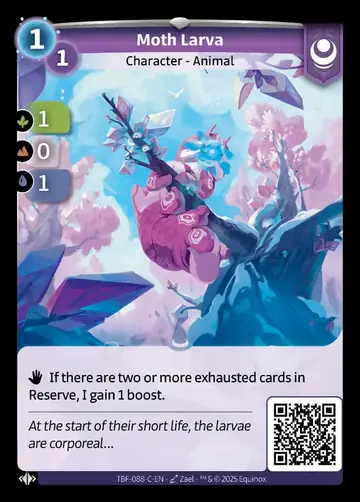 1
1
Moth Larva
Character - Animal
1
0
1
If there are two or more exhausted cards in
Reserve, I gain 1 boost.
At the start of their short life, the larvae
are corporeal...
TBF-088-C-EN - Zael - ™ & © 2025 Equinox